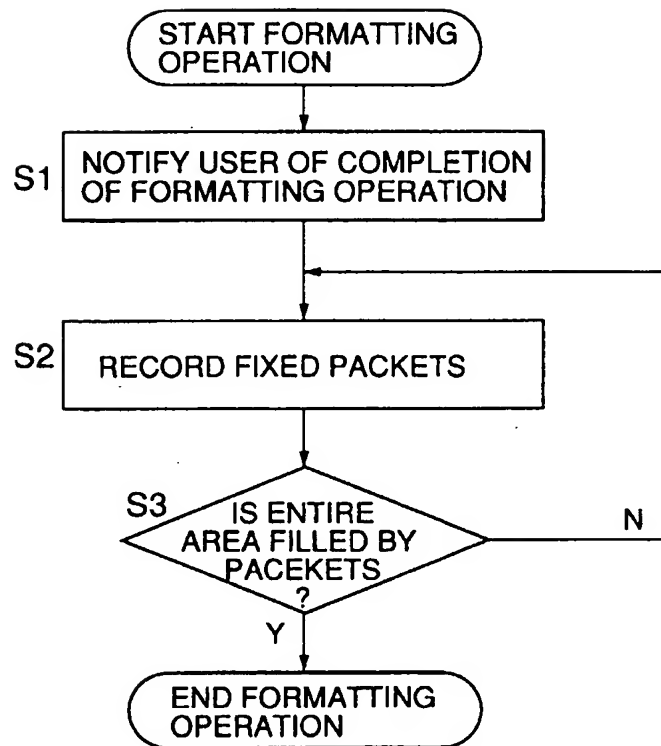 START FORMATTING
OPERATION
S1
NOTIFY USER OF COMPLETION
OF FORMATTING OPERATION
S2
RECORD FIXED PACKETS
S3
IS ENTIRE
AREA FILLED BY
PACEKETS
?
N
Y
END FORMATTING
OPERATION